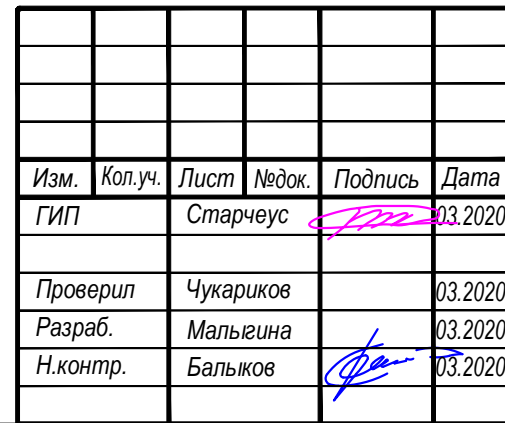 Изм. Кол.уч. Лист №док. Подпись Дата
ГИП Старчеус 03.2020
Проверил Чукариков 03.2020
Разраб. Малыгина 03.2020
Н.контр. Балыков 03.2020